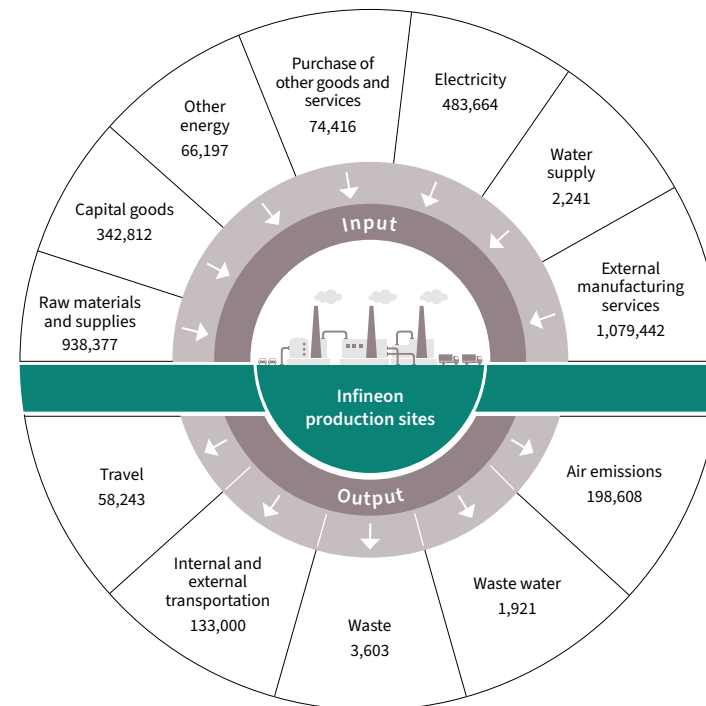 Purchase of
other goods and
services
74,416
Electricity
483,664
Other
energy
66,197
Water
supply
2,241
Capital goods
342,812
Input
External
manufacturing
services
1,079,442
Raw materials
and supplies
938,377
Infineon
production sites
Travel
58,243
Air emissions
198,608
Output
Internal and
external
transportation
133,000
Waste water
1,921
Waste
3,603